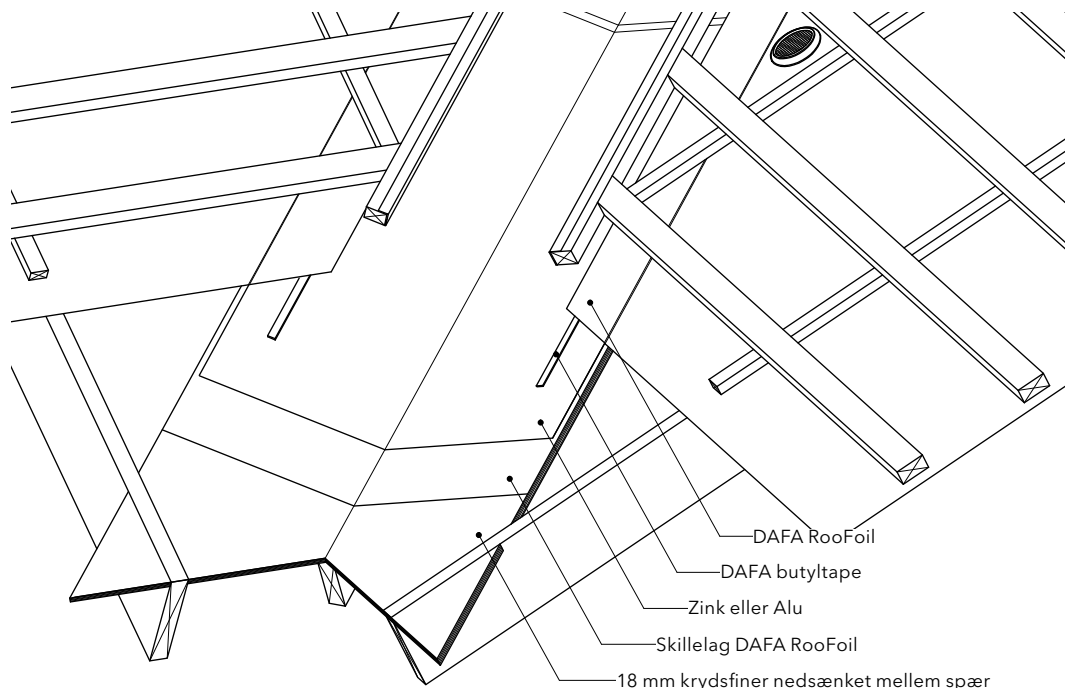 DAFA RooFoil
DAFA butyltape
Zink eller Alu
Skillelag DAFA RooFoil
18 mm krydsfiner nedsænket mellem spær